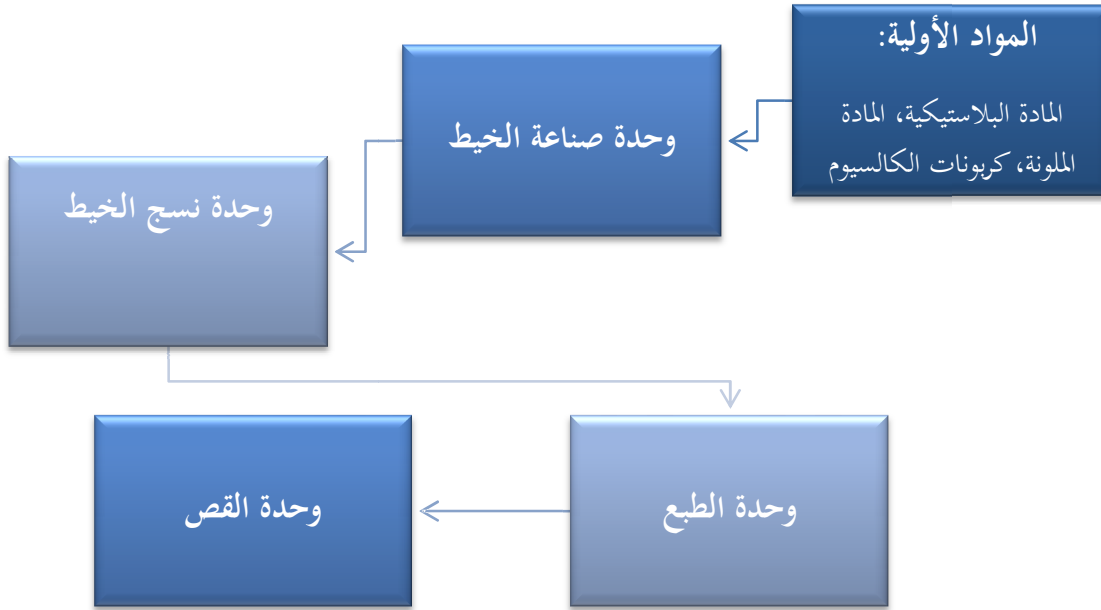 المواد الأولية:
المادة البلاستيكية، المادة
الملونة، كربونات الكالسيوم
وحدة صناعة الخيط
وحدة نسج الخيط
وحدة الطبع
وحدة القص